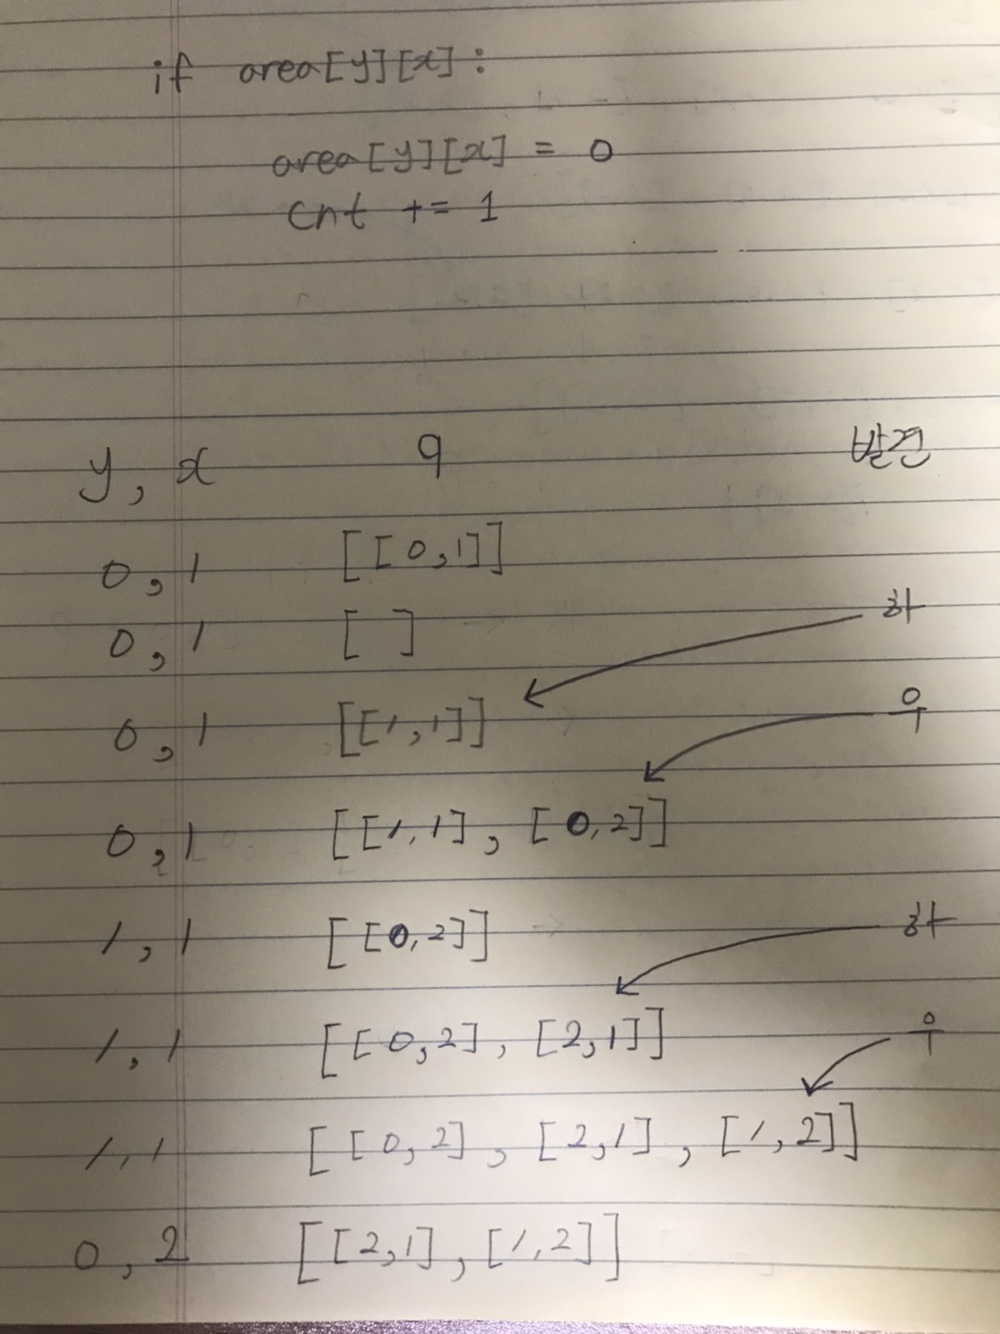 if area[y][x]:
area[y][x] = 0
cnt += 1
y, x q 발견
0, 1 [[0,1]]
0, 1 [ ] 하
0, 1 [[1,1]] 우
0, 1 [[1,1], [0,2]]
1, 1 [[0,2]] 하
1, 1 [[0,2], [2,1]] 우
1, 1 [[0,2], [2,1], [1,2]]
0, 2 [[2,1], [1,2]]